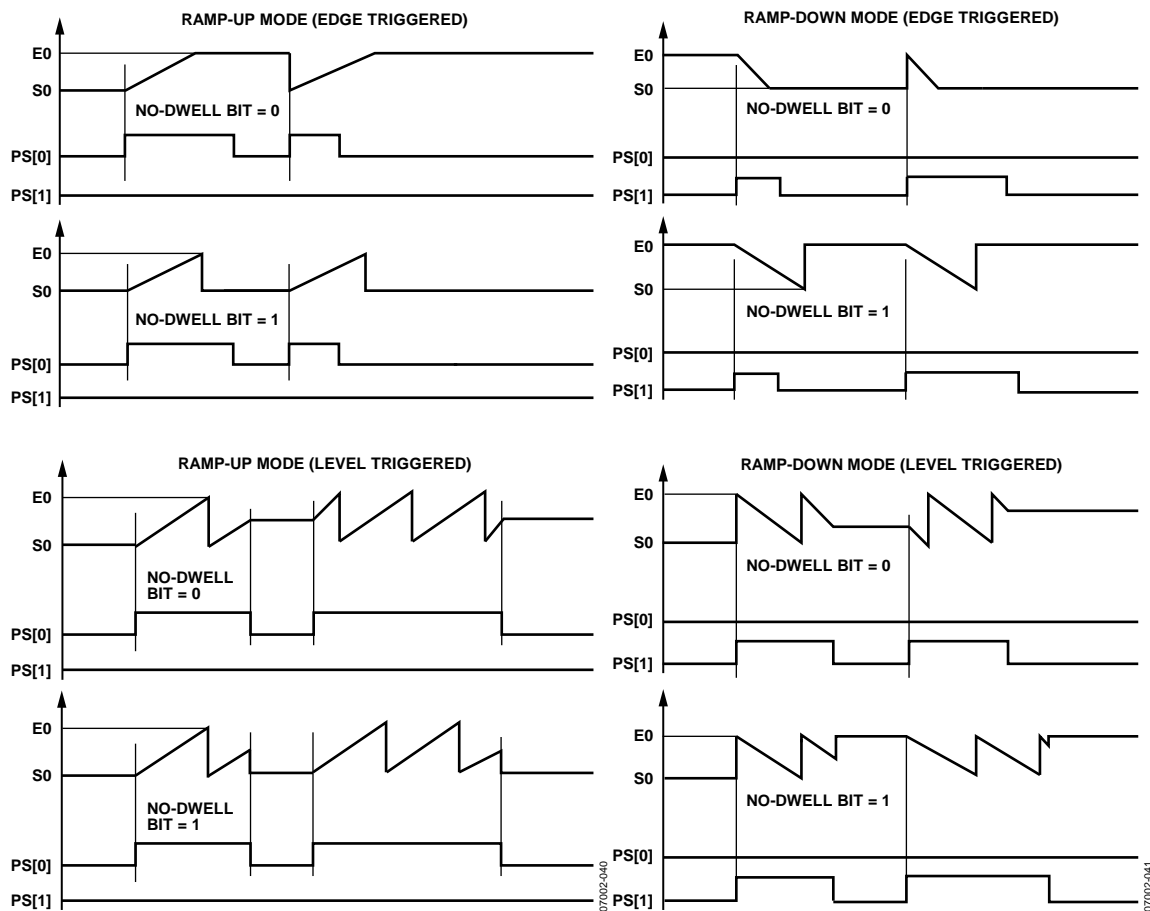 RAMP-UP MODE (EDGE TRIGGERED)
E0
S0
NO-DWELL BIT = 0
PS[0]
PS[1]
E0
S0
NO-DWELL BIT = 1
PS[0]
PS[1]
RAMP-DOWN MODE (EDGE TRIGGERED)
E0
S0
NO-DWELL BIT = 0
PS[0]
PS[1]
E0
S0
NO-DWELL BIT = 1
PS[0]
PS[1]
RAMP-UP MODE (LEVEL TRIGGERED)
E0
S0
NO-DWELL
BIT = 0
PS[0]
PS[1]
E0
S0
NO-DWELL
BIT = 1
PS[0]
PS[1]
07002-040
RAMP-DOWN MODE (LEVEL TRIGGERED)
E0
S0
NO-DWELL BIT = 0
PS[0]
PS[1]
E0
S0
NO-DWELL BIT = 1
PS[0]
PS[1]
07002-041